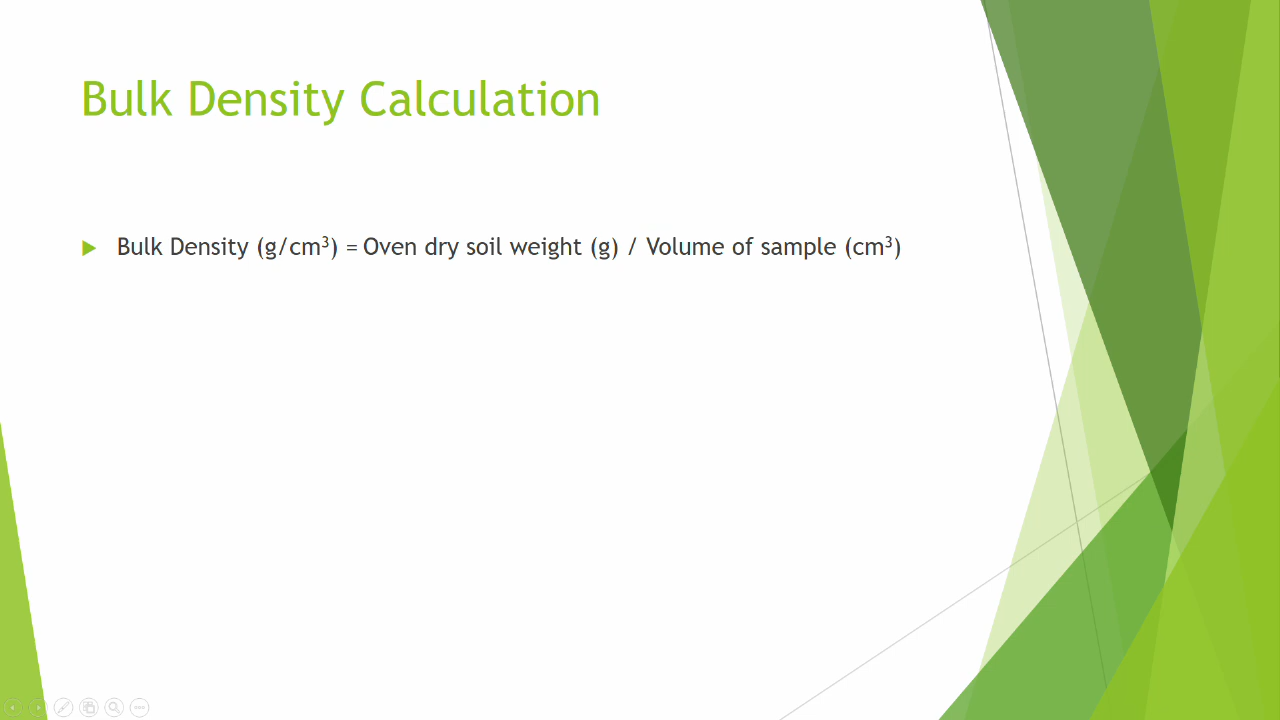 Bulk Density Calculation
Bulk Density (g/cm³) = Oven dry soil weight (g) / Volume of sample (cm³)